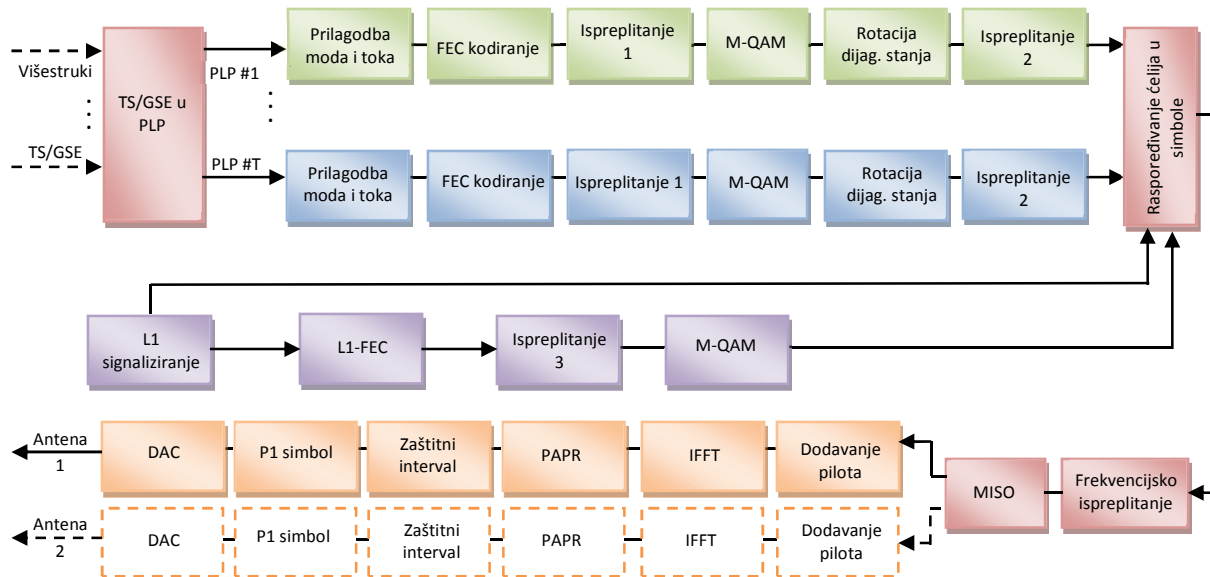 Višestruki
TS/GSE
TS/GSE u
PLP
PLP #1
PLP #T
Prilagodba
moda i toka
FEC kodiranje
Ispreplitanje
1
M-QAM
Rotacija
dijag. stanja
Ispreplitanje
2
Prilagodba
moda i toka
FEC kodiranje
Ispreplitanje 1
M-QAM
Rotacija
dijag. stanja
Ispreplitanje
2
Raspoređivanje ćelija u
simbole
L1
signaliziranje
L1-FEC
Ispreplitanje
3
M-QAM
Antena
1
DAC
P1 simbol
Zaštitni
interval
PAPR
IFFT
Dodavanje
pilota
MISO
Frekvencijsko
ispreplitanje
Antena
2
DAC
P1 simbol
Zaštitni
interval
PAPR
IFFT
Dodavanje
pilota